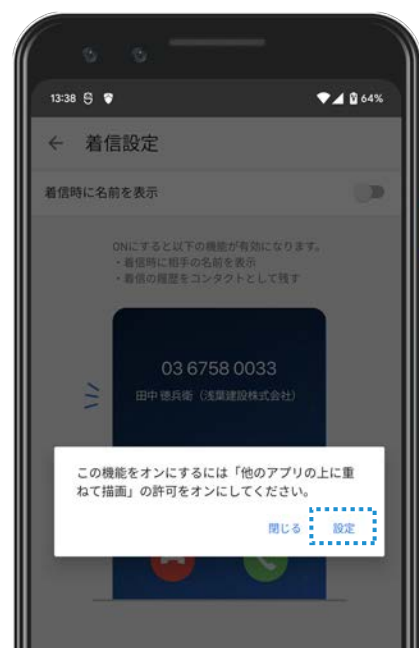 13:38
64%
← 着信設定
着信時に名前を表示
ONにすると以下の機能が有効になります。
・着信時に相手の名前を表示
・着信の履歴をコンタクトとして残す
03 6758 0033
田中 徳兵衛（浅葉建設株式会社）
この機能をオンにするには「他のアプリの上に重
ねて描画」の許可をオンにしてください。
閉じる 設定